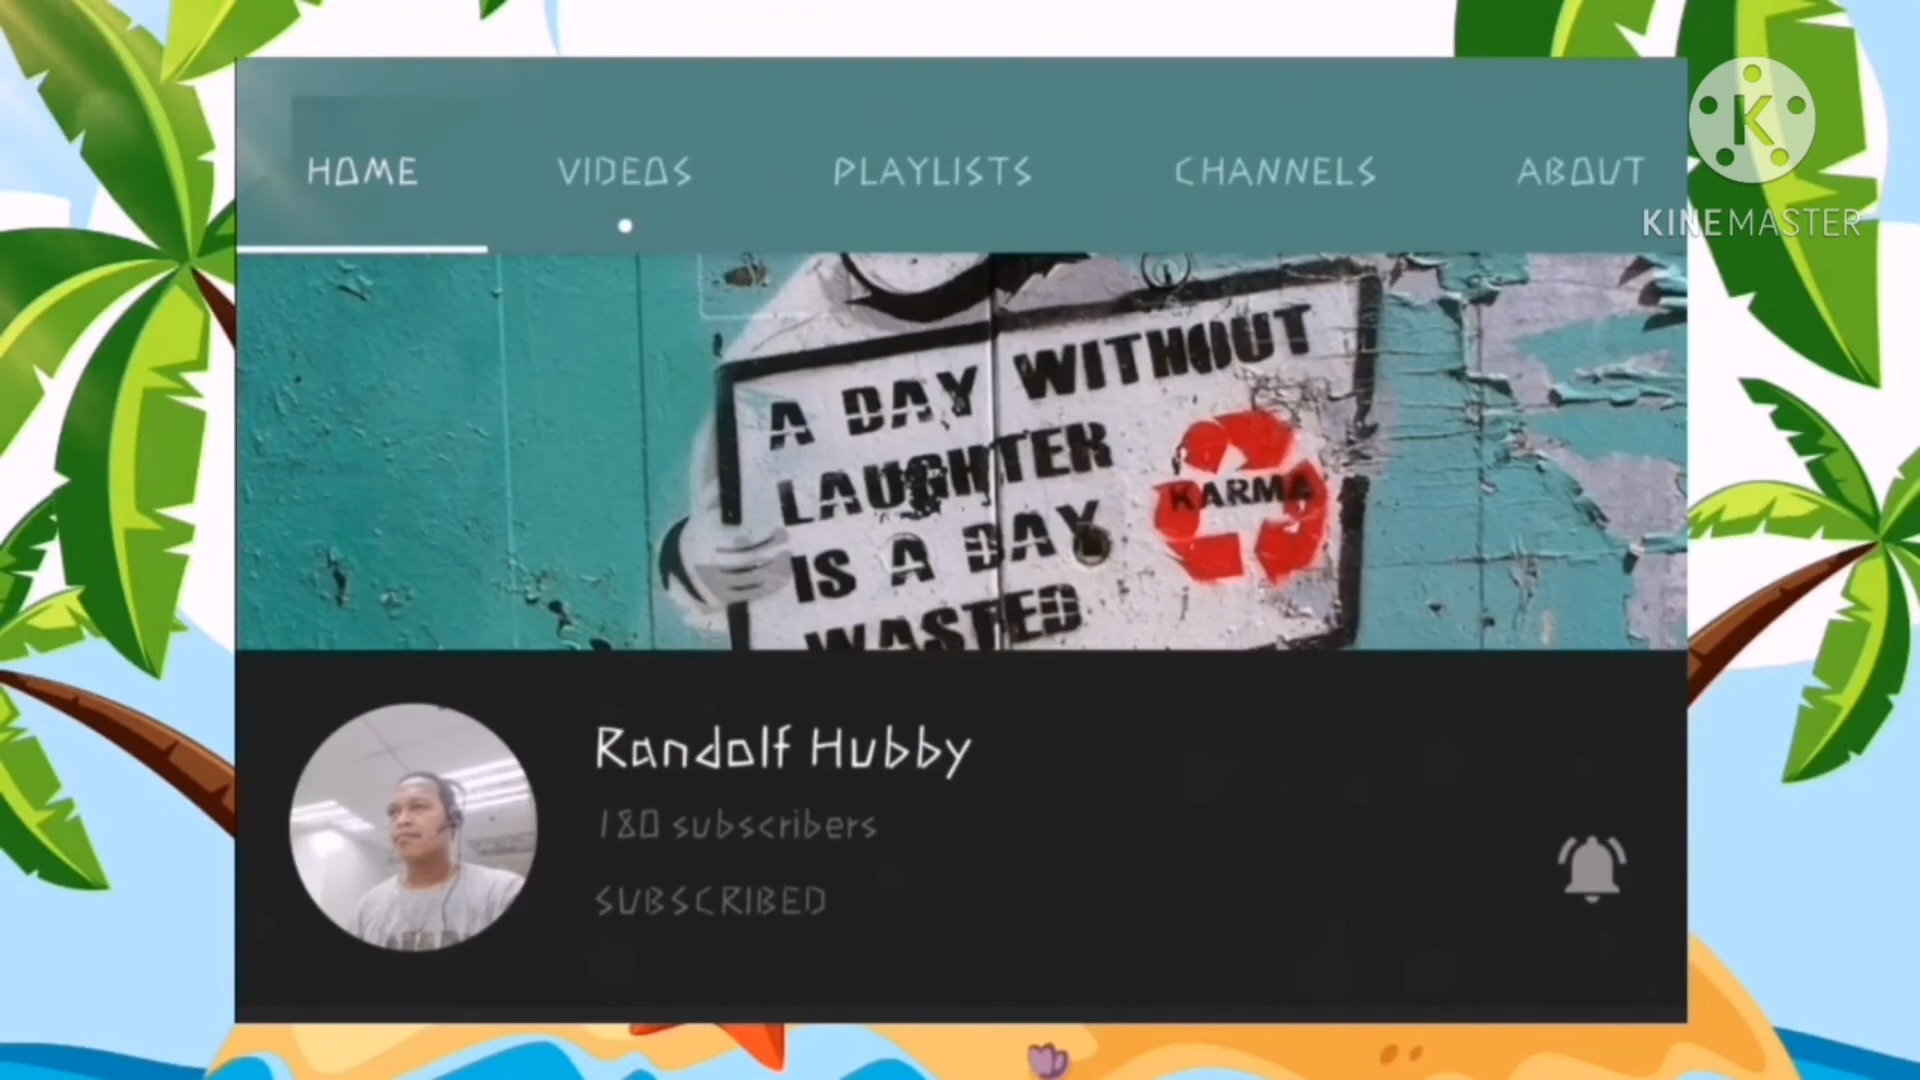 HOME VIDEOS PLAYLISTS CHANNELS ABOUT
K
KINEMASTER
A DAY WITHOUT
LAUGHTER
IS A DAY
WASTED
KARMA
Randolf Hubby
180 subscribers
SUBSCRIBED